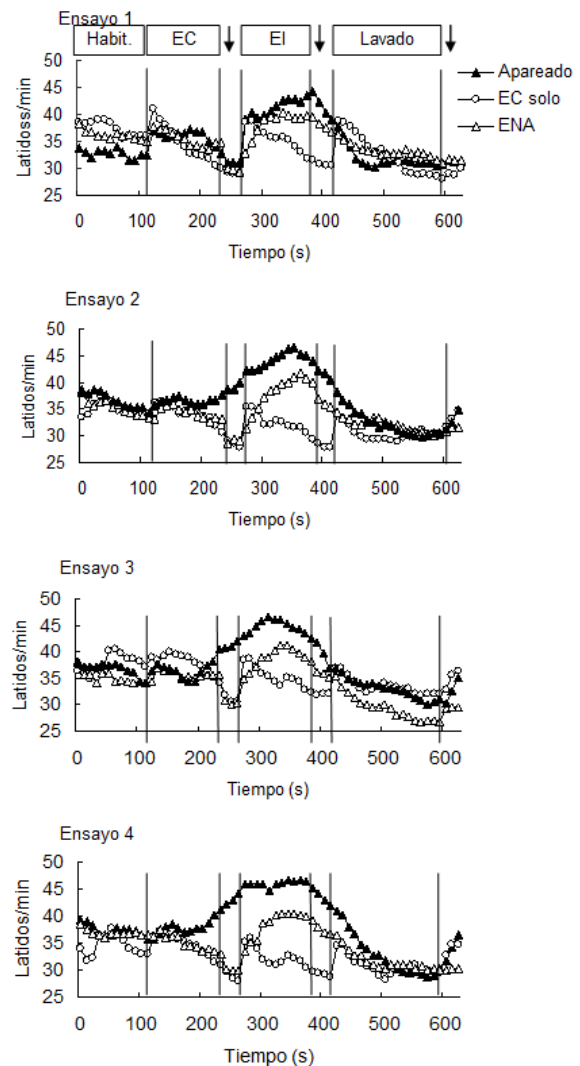 Ensayo 1
Habit. EC EI Lavado
Latidoss/min
50
45
40
35
30
25
0 100 200 300 400 500 600
Tiempo (s)
Apareado
EC solo
ENA
Ensayo 2
Latidos/min
50
45
40
35
30
25
0 100 200 300 400 500 600
Tiempo (s)
Ensayo 3
Latidos/min
50
45
40
35
30
25
0 100 200 300 400 500 600
Tiempo (s)
Ensayo 4
Latidos/min
50
45
40
35
30
25
0 100 200 300 400 500 600
Tiempo (s)